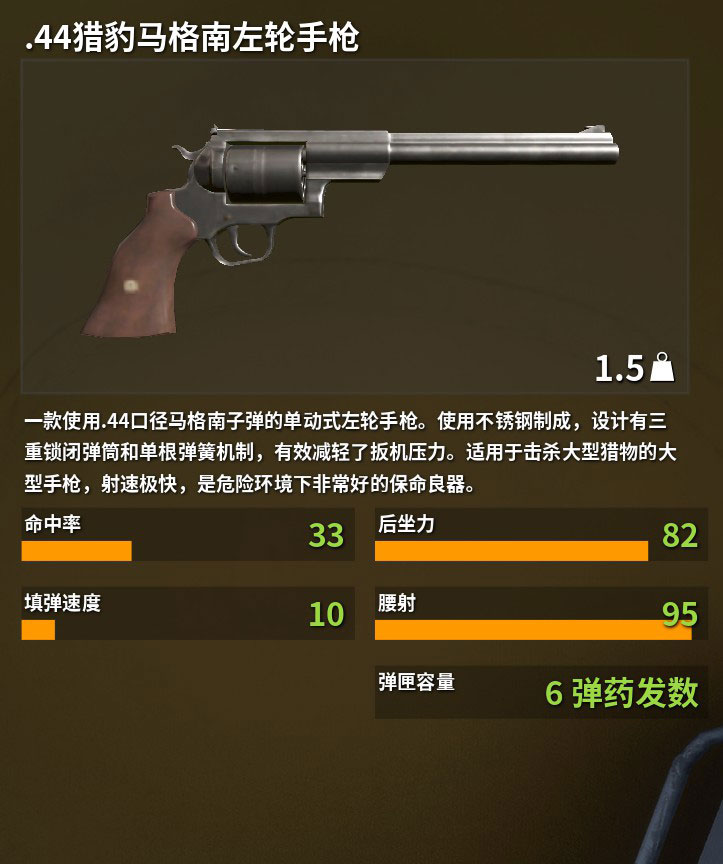 .44猎豹马格南左轮手枪
1.5
一款使用.44口径马格南子弹的单动式左轮手枪。使用不锈钢制成，设计有三
重锁闭弹筒和单根弹簧机制，有效减轻了扳机压力。适用于击杀大型猎物的大
型手枪，射速极快，是危险环境下非常好的保命良器。
命中率 33
后坐力 82
填弹速度 10
腰射 95
弹匣容量 6 弹药发数